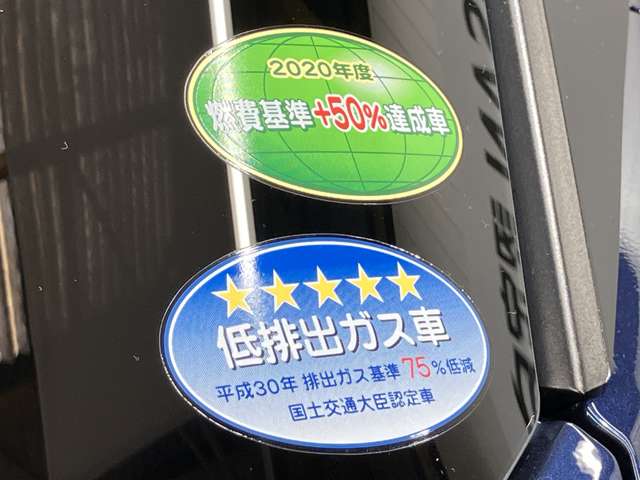 2020年度
燃費基準+50%達成車
低排出ガス車
平成30年 排出ガス基準75%低減
国土交通大臣認定車